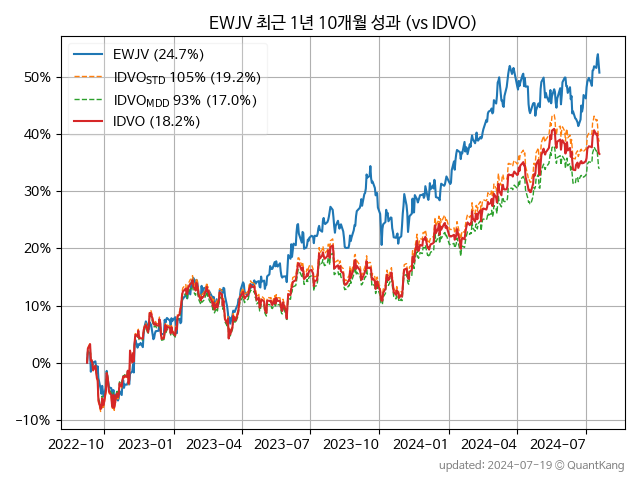 EWJV 최근 1년 10개월 성과 (vs IDVO)
EWJV (24.7%)
IDVO_STD 105% (19.2%)
IDVO_MDD 93% (17.0%)
IDVO (18.2%)
50%
40%
30%
20%
10%
0%
−10%
2022-10 2023-01 2023-04 2023-07 2023-10 2024-01 2024-04 2024-07
updated: 2024-07-19 © QuantKang